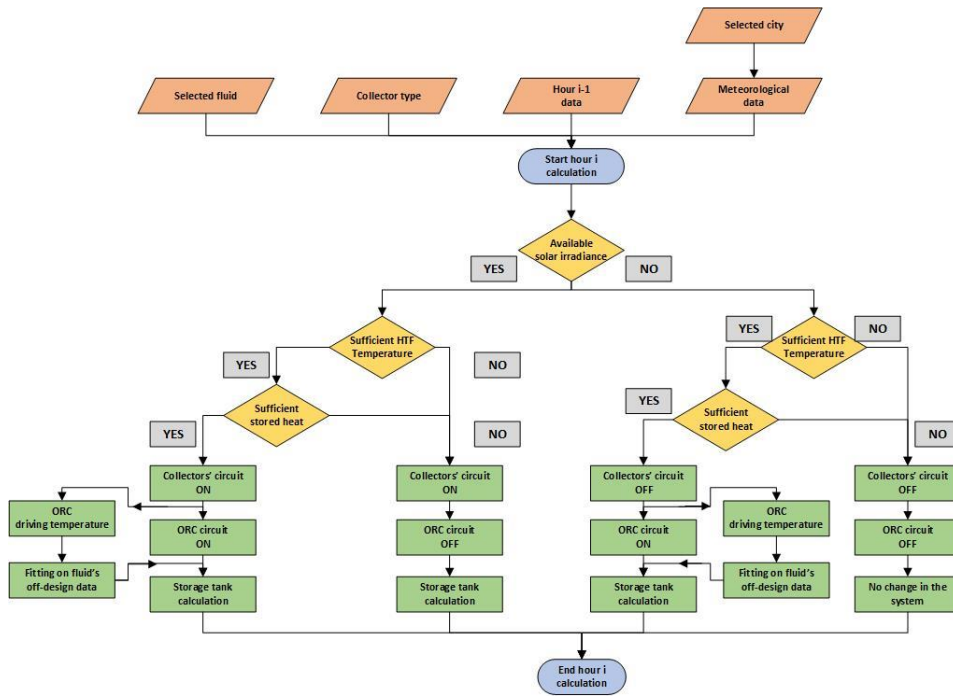 Selected city
Selected fluid
Collector type
Hour i-1
data
Meteorological
data
Start hour i
calculation
Available
solar irradiance
YES
NO
Sufficient HTF
Temperature
YES
NO
Sufficient HTF
Temperature
YES
NO
Sufficient
stored heat
YES
NO
Sufficient
stored heat
YES
NO
Collectors' circuit
ON
Collectors' circuit
ON
Collectors' circuit
OFF
Collectors' circuit
OFF
ORC
driving temperature
ORC circuit
ON
ORC circuit
OFF
ORC circuit
ON
ORC
driving temperature
ORC circuit
OFF
Fitting on fluid's
off-design data
Storage tank
calculation
Storage tank
calculation
Storage tank
calculation
Fitting on fluid's
off-design data
No change in the
system
End hour i
calculation